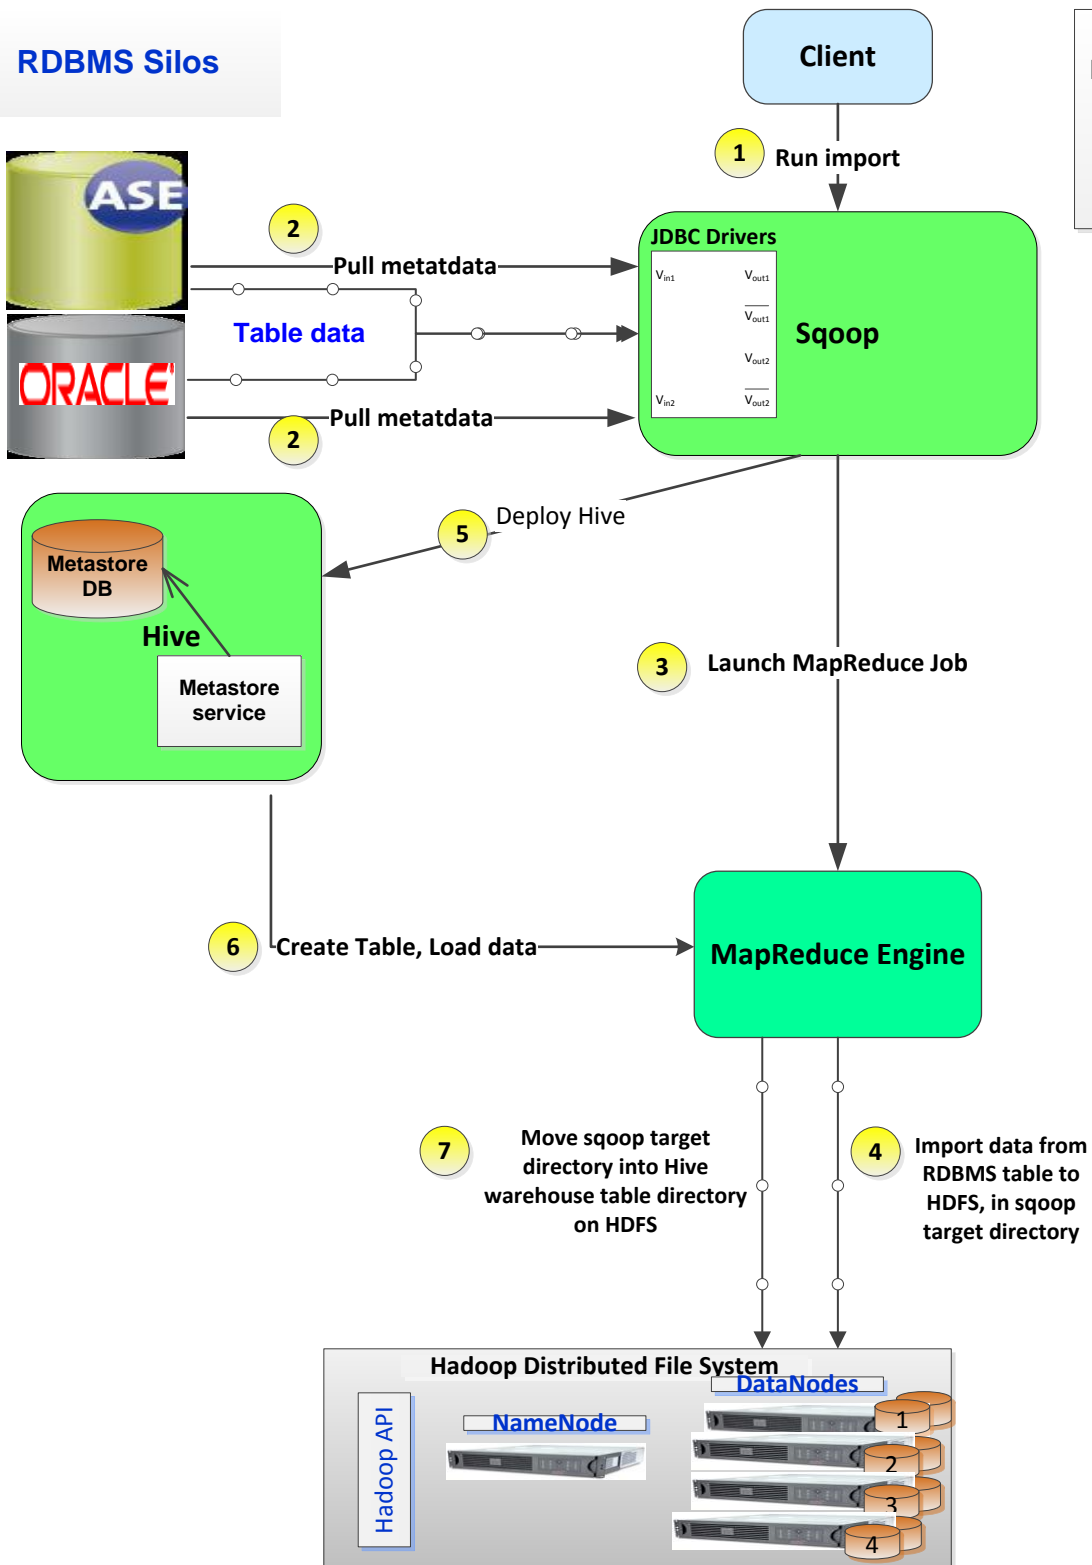 RDBMS Silos
Client
1
Run import
ASE
2
Pull metatdata
JDBC Drivers
Vin1
Vout1
Vout1
Vout2
Vin2
Vout2
Sqoop
Table data
ORACLE
Pull metatdata
2
5
Deploy Hive
Metastore
DB
Hive
Metastore
service
3
Launch MapReduce Job
6
Create Table, Load data
MapReduce Engine
7
Move sqoop target
directory into Hive
warehouse table directory
on HDFS
4
Import data from
RDBMS table to
HDFS, in sqoop
target directory
Hadoop Distributed File System
Hadoop API
NameNode
DataNodes
1
2
3
4